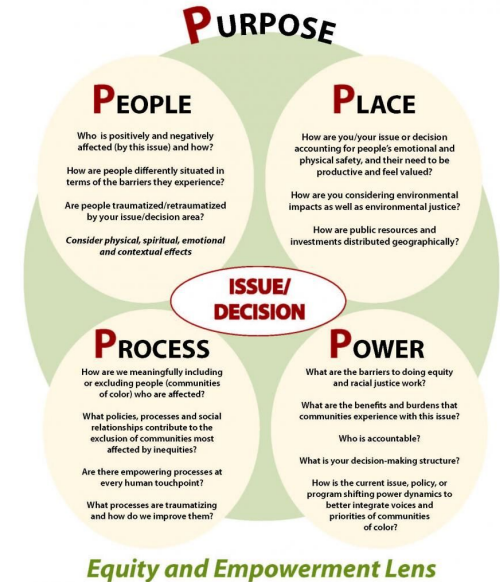 PURPOSE
PEOPLE
Who is positively and negatively
affected (by this issue) and how?
How are people differently situated in
terms of the barriers they experience?
Are people traumatized/retraumatized
by your issue/decision area?
Consider physical, spiritual, emotional
and contextual effects
PLACE
How are you/your issue or decision
accounting for people's emotional and
physical safety, and their need to be
productive and feel valued?
How are you considering environmental
impacts as well as environmental justice?
How are public resources and
investments distributed geographically?
ISSUE/
DECISION
PROCESS
How are we meaningfully including
or excluding people (communities
of color) who are affected?
What policies, processes and social
relationships contribute to the
exclusion of communities most
affected by inequities?
Are there empowering processes at
every human touchpoint?
What processes are traumatizing
and how do we improve them?
POWER
What are the barriers to doing equity
and racial justice work?
What are the benefits and burdens that
communities experience with this issue?
Who is accountable?
What is your decision-making structure?
How is the current issue, policy, or
program shifting power dynamics to
better integrate voices and
priorities of communities
of color?
Equity and Empowerment Lens